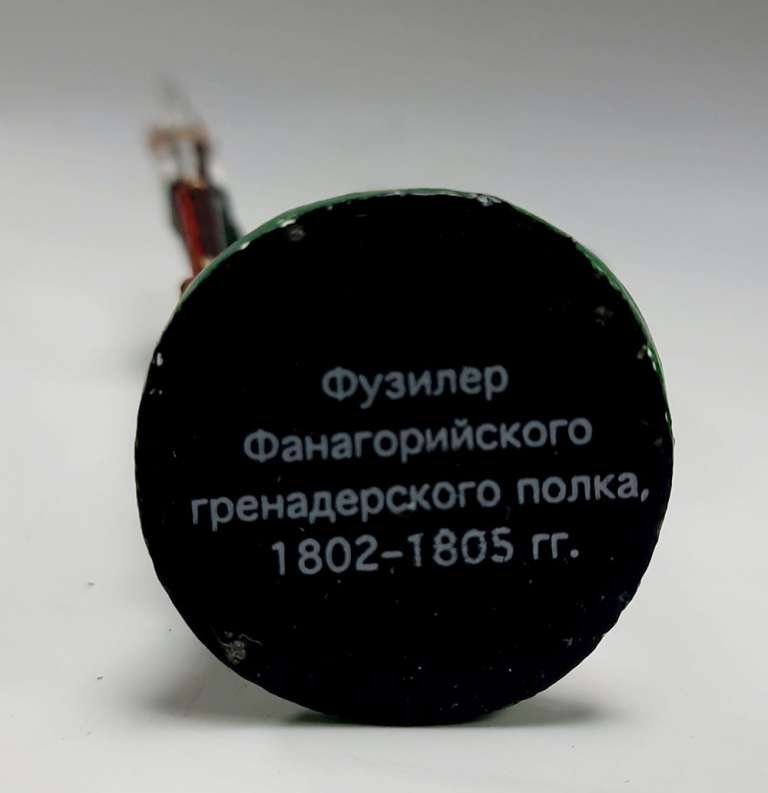 Фузилер
Фанагорийского
гренадерского полка,
1802–1805 гг.